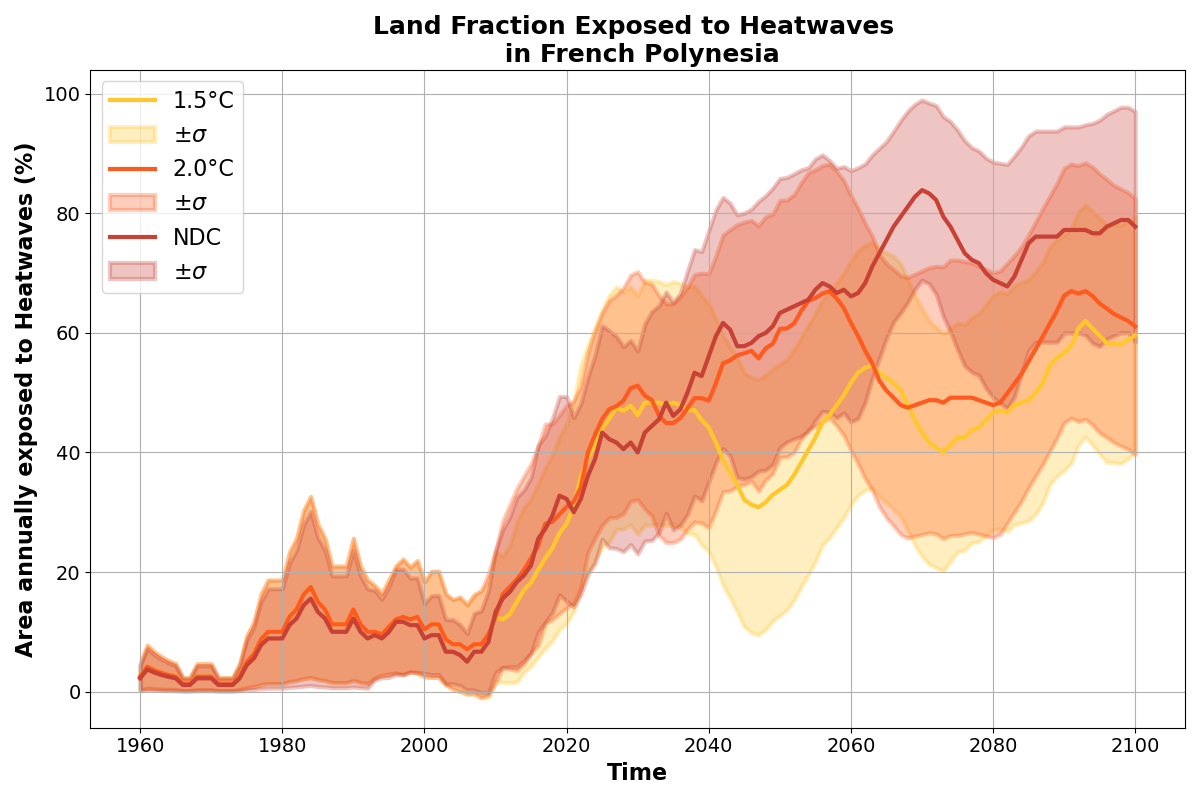 Land Fraction Exposed to Heatwaves
in French Polynesia
Area annually exposed to Heatwaves (%)
100
80
60
40
20
0
1.5°C
±σ
2.0°C
±σ
NDC
±σ
1960
1980
2000
2020
2040
2060
2080
2100
Time